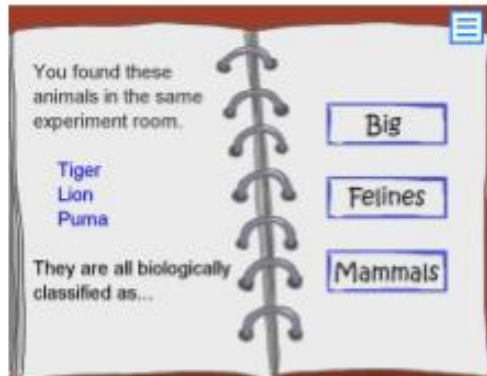 You found these
animals in the same
experiment room.
Tiger
Lion
Puma
They are all biologically
classified as...
Big
Felines
Mammals